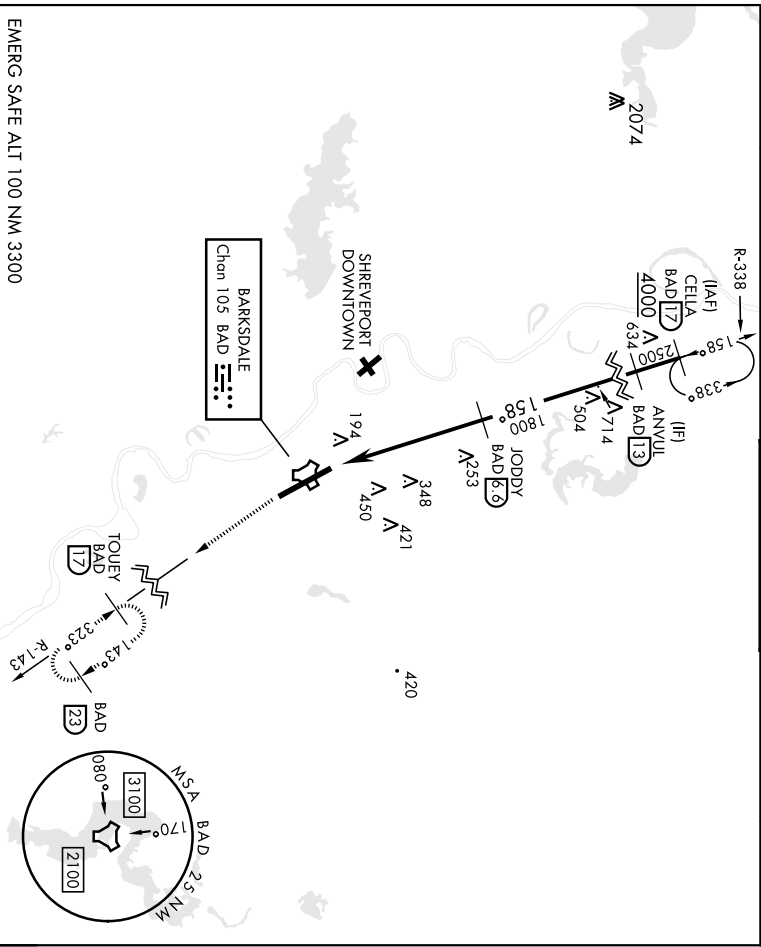 2074
R-338
(IAF)
CELLA
BAD 17
4000
634
2500
158°
338°
(IF)
ANVUL
BAD 13
714
504
1800
158°
JODDY
BAD 6.6
253
SHREVEPORT
DOWNTOWN
194
348
450
421
BARKSDALE
Chan 105 BAD
420
TOUEY
BAD
17
323°
143°
R-143
BAD
23
MSA BAD 25 NM
3100
080°
170°
2100
EMERG SAFE ALT 100 NM 3300